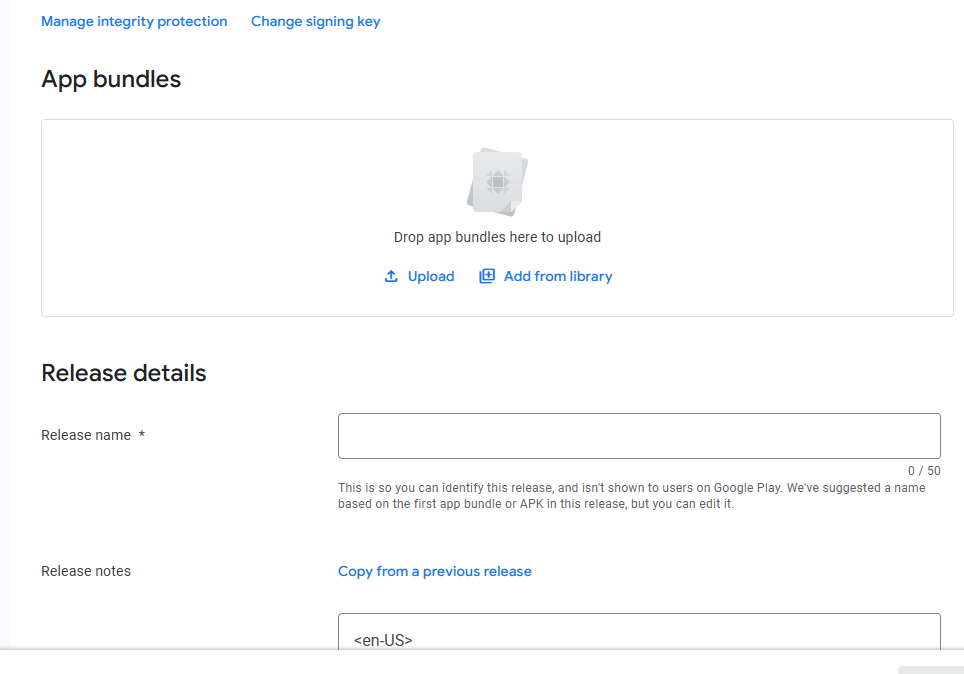 Manage integrity protection Change signing key
App bundles
Drop app bundles here to upload
Upload Add from library
Release details
Release name *
0 / 50
This is so you can identify this release, and isn't shown to users on Google Play. We've suggested a name
based on the first app bundle or APK in this release, but you can edit it.
Release notes Copy from a previous release
<en-US>